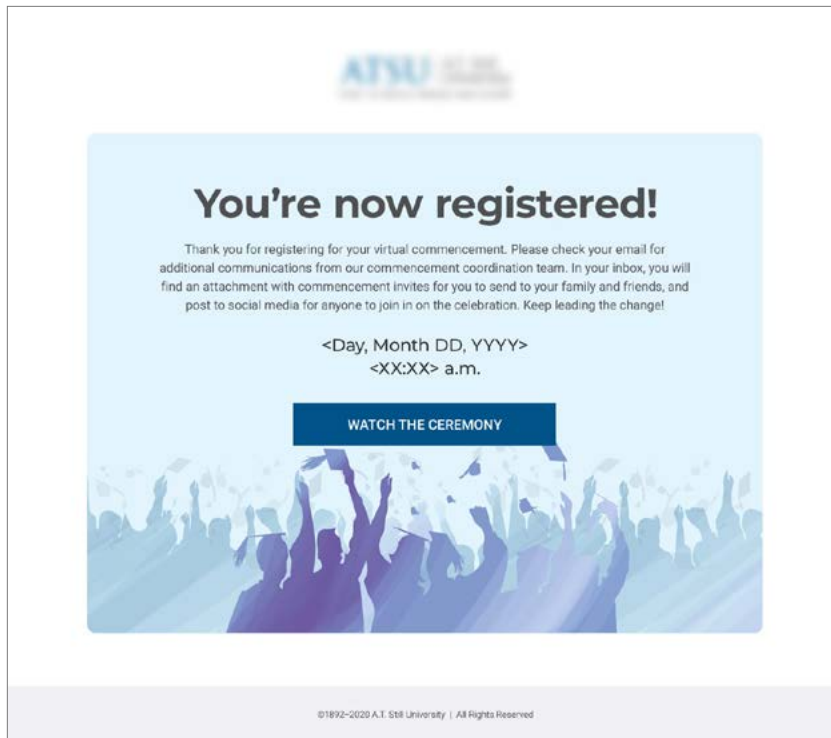 ATSU
You're now registered!
Thank you for registering for your virtual commencement. Please check your email for
additional communications from our commencement coordination team. In your inbox, you will
find an attachment with commencement invites for you to send to your family and friends, and
post to social media for anyone to join in on the celebration. Keep leading the change!
<Day, Month DD, YYYY>
<XX:XX> a.m.
WATCH THE CEREMONY
©1892–2020 A.T. Still University | All Rights Reserved